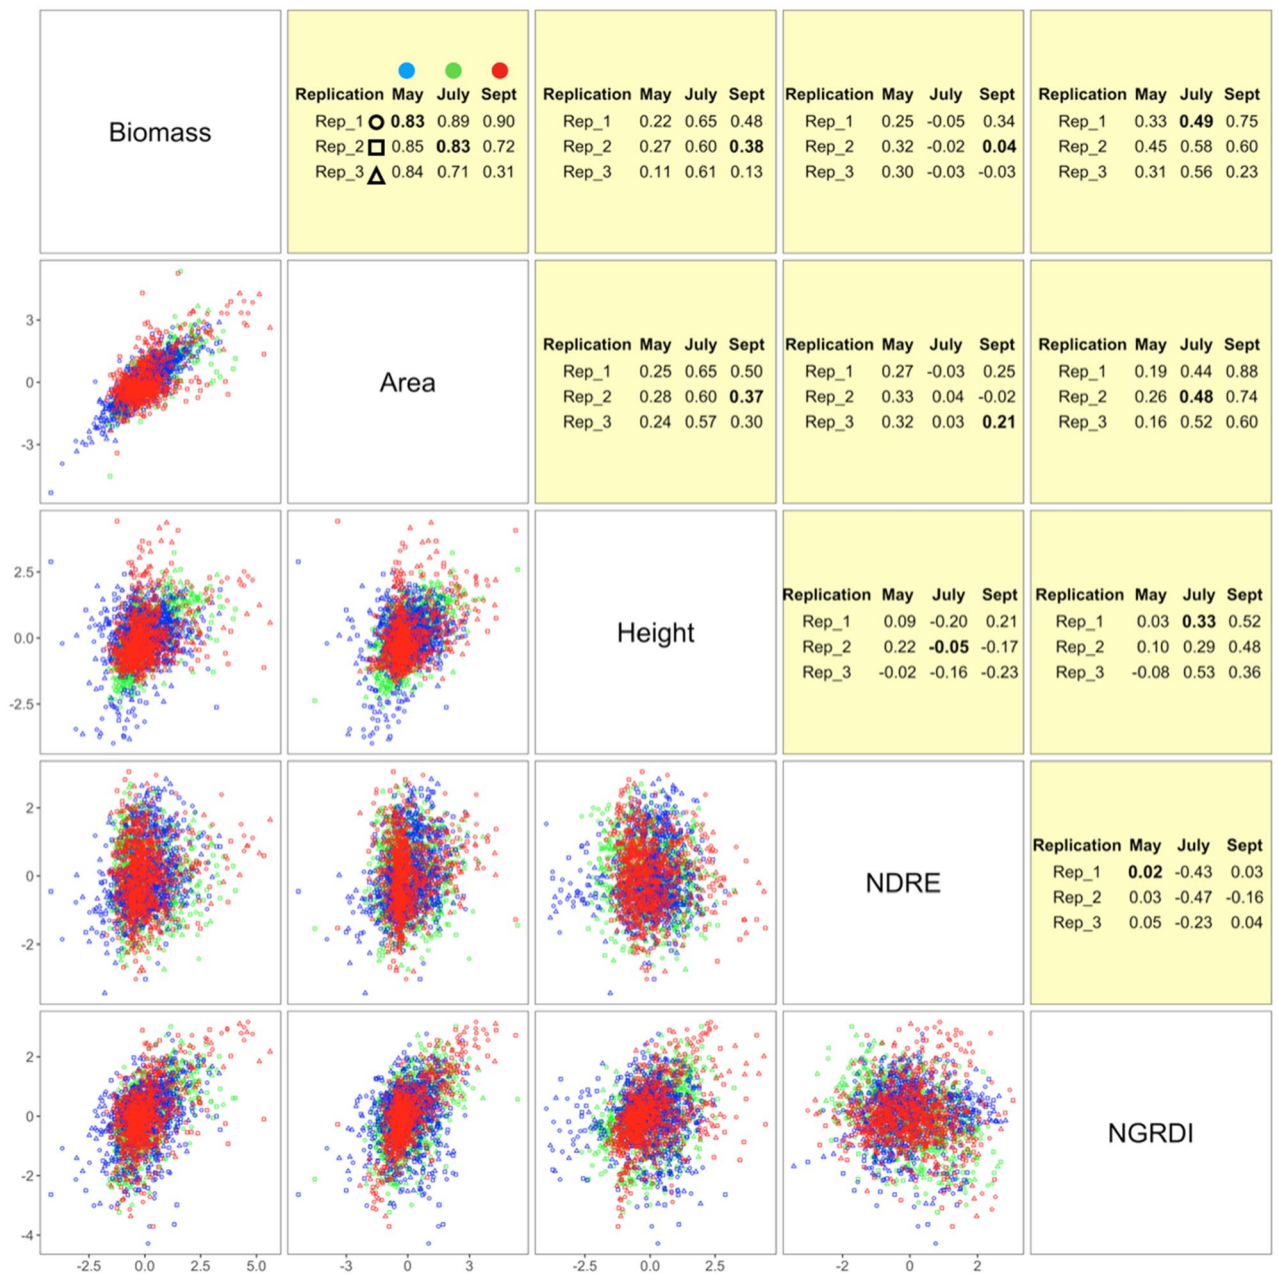 Biomass
Replication May July Sept
Rep_1 0.83 0.89 0.90
Rep_2 0.85 0.83 0.72
Rep_3 0.84 0.71 0.31
Replication May July Sept
Rep_1 0.22 0.65 0.48
Rep_2 0.27 0.60 0.38
Rep_3 0.11 0.61 0.13
Replication May July Sept
Rep_1 0.25 -0.05 0.34
Rep_2 0.32 -0.02 0.04
Rep_3 0.30 -0.03 -0.03
Replication May July Sept
Rep_1 0.33 0.49 0.75
Rep_2 0.45 0.58 0.60
Rep_3 0.31 0.56 0.23
3
0
-3
Area
Replication May July Sept
Rep_1 0.25 0.65 0.50
Rep_2 0.28 0.60 0.37
Rep_3 0.24 0.57 0.30
Replication May July Sept
Rep_1 0.27 -0.03 0.25
Rep_2 0.33 0.04 -0.02
Rep_3 0.32 0.03 0.21
Replication May July Sept
Rep_1 0.19 0.44 0.88
Rep_2 0.26 0.48 0.74
Rep_3 0.16 0.52 0.60
2.5
0.0
-2.5
Height
Replication May July Sept
Rep_1 0.09 -0.20 0.21
Rep_2 0.22 -0.05 -0.17
Rep_3 -0.02 -0.16 -0.23
Replication May July Sept
Rep_1 0.03 0.33 0.52
Rep_2 0.10 0.29 0.48
Rep_3 -0.08 0.53 0.36
2
0
-2
NDRE
Replication May July Sept
Rep_1 0.02 -0.43 0.03
Rep_2 0.03 -0.47 -0.16
Rep_3 0.05 -0.23 0.04
2
0
-2
-4
NGRDI
-2.5 0.0 2.5 5.0
-3 0 3
-2.5 0.0 2.5
-2 0 2